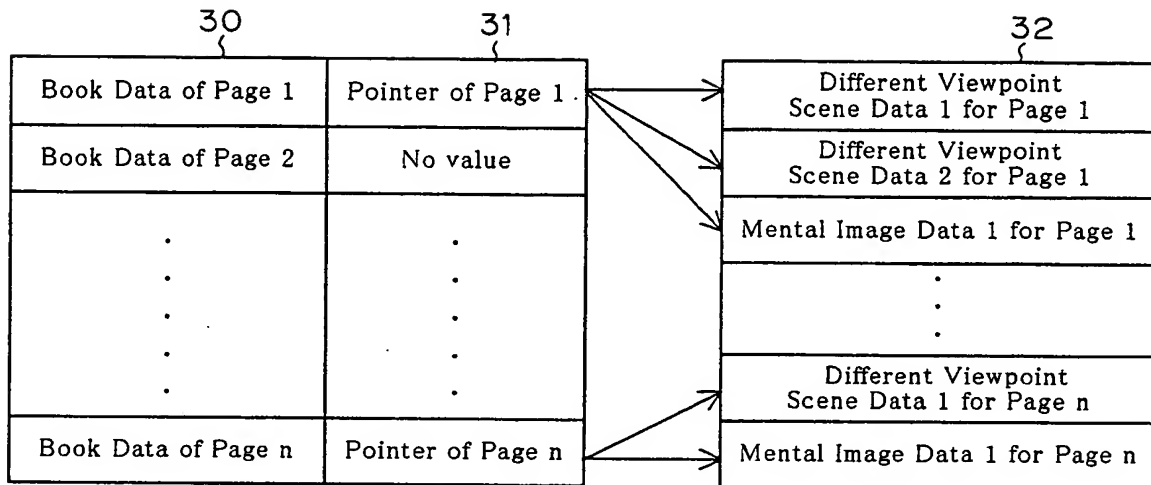 30
31
32
Book Data of Page 1
Pointer of Page 1
Different Viewpoint
Scene Data 1 for Page 1
Book Data of Page 2
No value
Different Viewpoint
Scene Data 2 for Page 1
Mental Image Data 1 for Page 1
Different Viewpoint
Scene Data 1 for Page n
Book Data of Page n
Pointer of Page n
Mental Image Data 1 for Page n